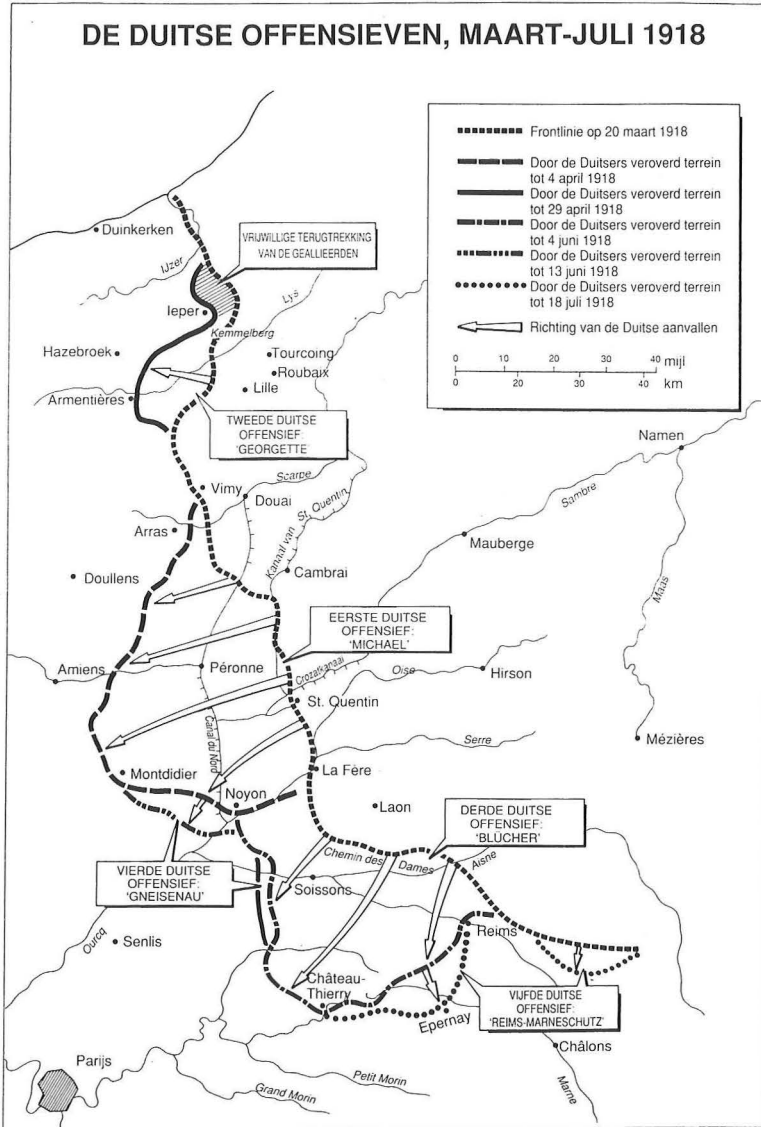 DE DUITSE OFFENSIEVEN, MAART-JULI 1918
Frontlinie op 20 maart 1918
Door de Duitsers veroverd terrein
tot 4 april 1918
Door de Duitsers veroverd terrein
tot 29 april 1918
Door de Duitsers veroverd terrein
tot 4 juni 1918
Door de Duitsers veroverd terrein
tot 13 juni 1918
Door de Duitsers veroverd terrein
tot 18 juli 1918
Richting van de Duitse aanvallen
0 10 20 30 40 mijl
0 20 40 km
Duinkerken
IJzer
VRIJWILLIGE TERUGTREKKING
VAN DE GEALLIEERDEN
Ieper
Lys
Kemmelberg
Hazebroek
Tourcoing
Roubaix
Lille
Armentières
TWEEDE DUITSE
OFFENSIEF:
'GEORGETTE'
Namen
Vimy
Scarpe
Douai
St. Quentin
Kanaal van
Sambre
Arras
Mauberge
Doullens
Cambrai
Maas
EERSTE DUITSE
OFFENSIEF:
'MICHAEL'
Amiens
Péronne
Crozatkanaal
Oise
Hirson
St. Quentin
Canal du Nord
Serre
Mézières
Montdidier
La Fère
Noyon
Laon
DERDE DUITSE
OFFENSIEF:
'BLÜCHER'
Chemin des Dames
Aisne
VIERDE DUITSE
OFFENSIEF:
'GNEISENAU'
Soissons
Ourcq
Senlis
Reims
Château-
Thierry
VIJFDE DUITSE
OFFENSIEF:
'REIMS-MARNESCHUTZ'
Epernay
Châlons
Parijs
Petit Morin
Grand Morin
Marne